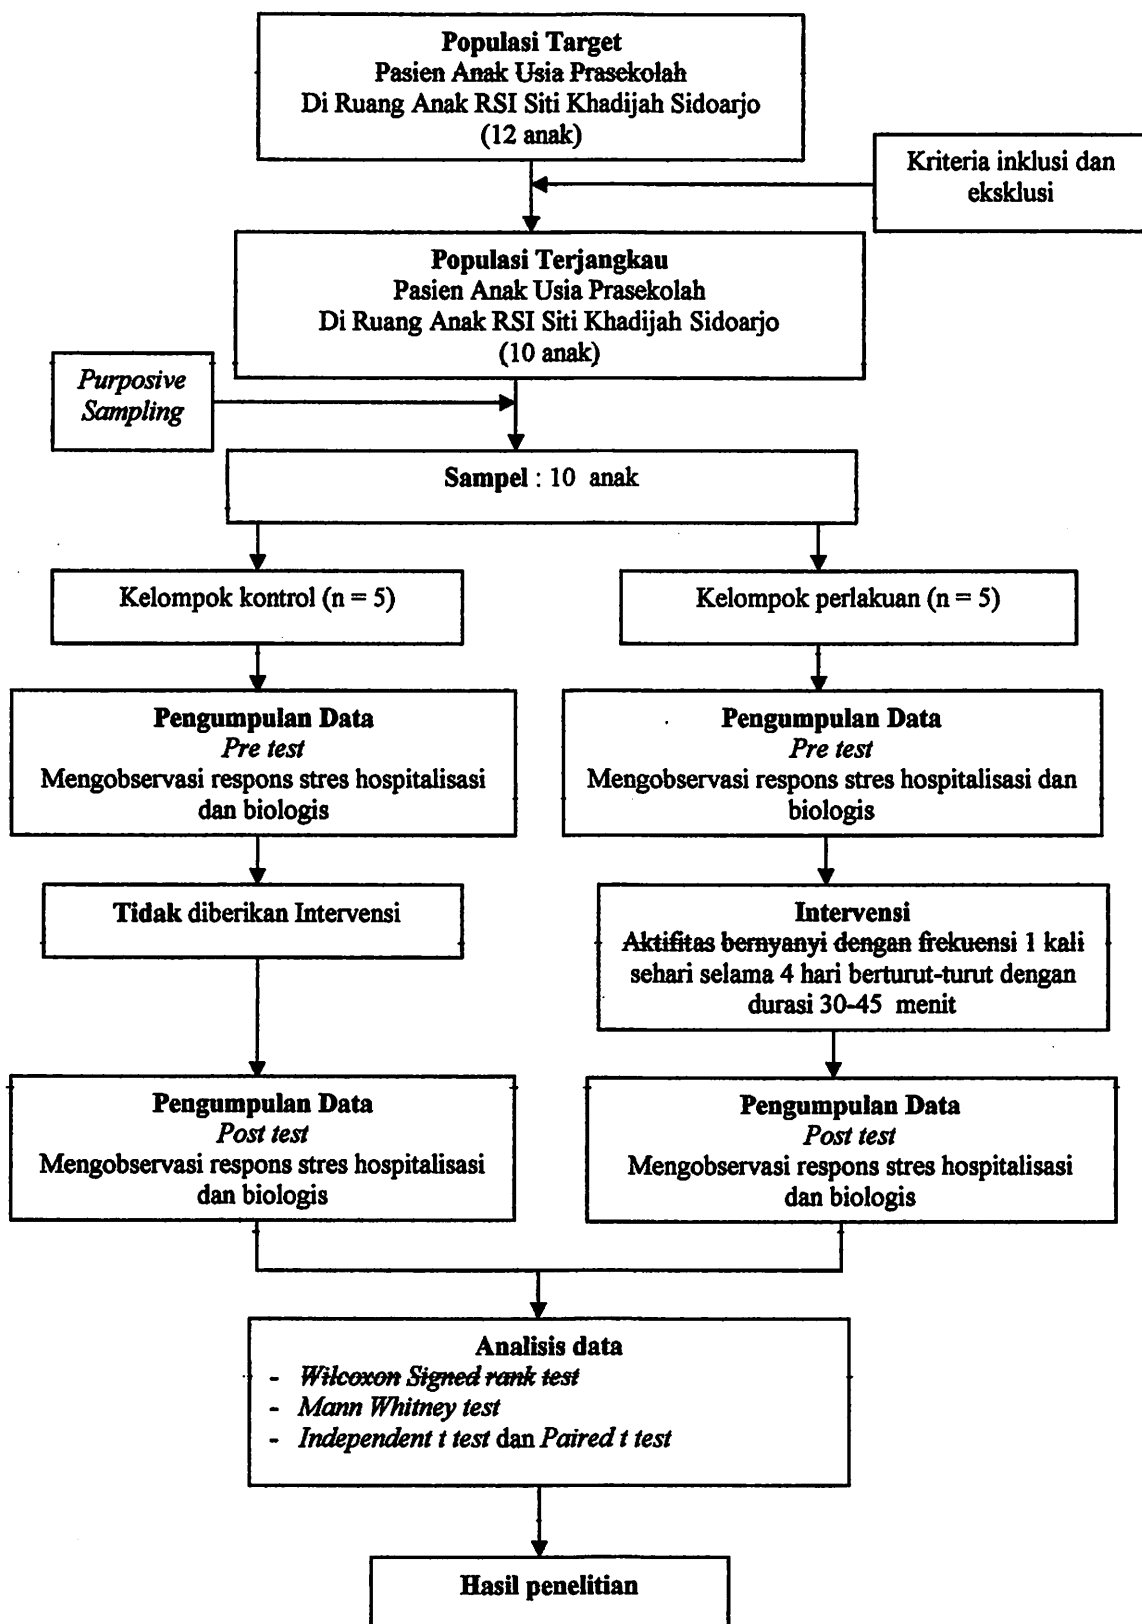 Populasi Target
Pasien Anak Usia Prasekolah
Di Ruang Anak RSI Siti Khadijah Sidoarjo
(12 anak)
Kriteria inklusi dan
eksklusi
Populasi Terjangkau
Pasien Anak Usia Prasekolah
Di Ruang Anak RSI Siti Khadijah Sidoarjo
(10 anak)
Purposive
Sampling
Sampel : 10 anak
Kelompok kontrol (n = 5)
Kelompok perlakuan (n = 5)
Pengumpulan Data
Pre test
Mengobservasi respons stres hospitalisasi
dan biologis
Pengumpulan Data
Pre test
Mengobservasi respons stres hospitalisasi dan
biologis
Tidak diberikan Intervensi
Intervensi
Aktifitas bernyanyi dengan frekuensi 1 kali
sehari selama 4 hari berturut-turut dengan
durasi 30-45 menit
Pengumpulan Data
Post test
Mengobservasi respons stres hospitalisasi
dan biologis
Pengumpulan Data
Post test
Mengobservasi respons stres hospitalisasi
dan biologis
Analisis data
- Wilcoxon Signed rank test
- Mann Whitney test
- Independent t test dan Paired t test
Hasil penelitian